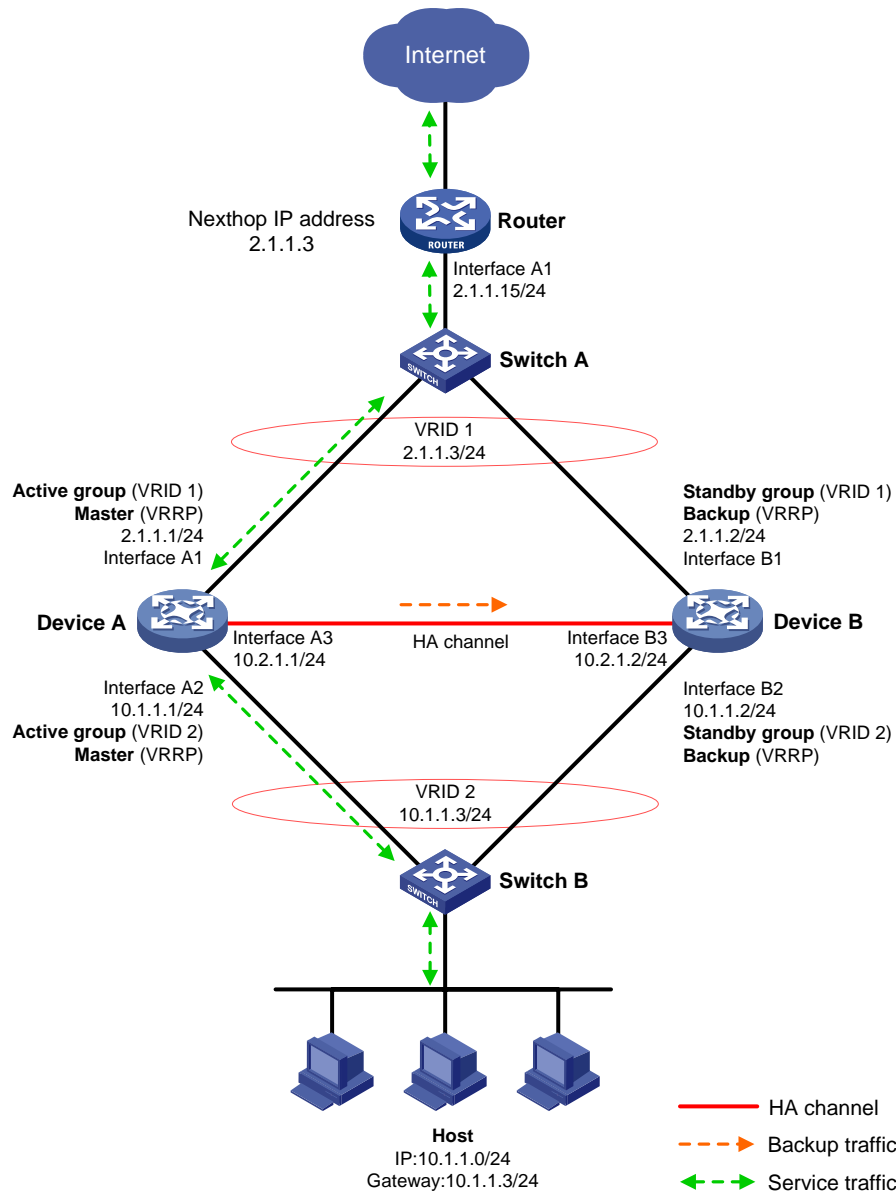 Internet
Nexthop IP address
2.1.1.3
Router
ROUTER
Interface A1
2.1.1.15/24
SWITCH
Switch A
VRID 1
2.1.1.3/24
Active group (VRID 1)
Master (VRRP)
2.1.1.1/24
Interface A1
Standby group (VRID 1)
Backup (VRRP)
2.1.1.2/24
Interface B1
Device A
Interface A3
10.2.1.1/24
HA channel
Interface B3
10.2.1.2/24
Device B
Interface A2
10.1.1.1/24
Active group (VRID 2)
Master (VRRP)
Interface B2
10.1.1.2/24
Standby group (VRID 2)
Backup (VRRP)
VRID 2
10.1.1.3/24
SWITCH
Switch B
Host
IP:10.1.1.0/24
Gateway:10.1.1.3/24
HA channel
Backup traffic
Service traffic